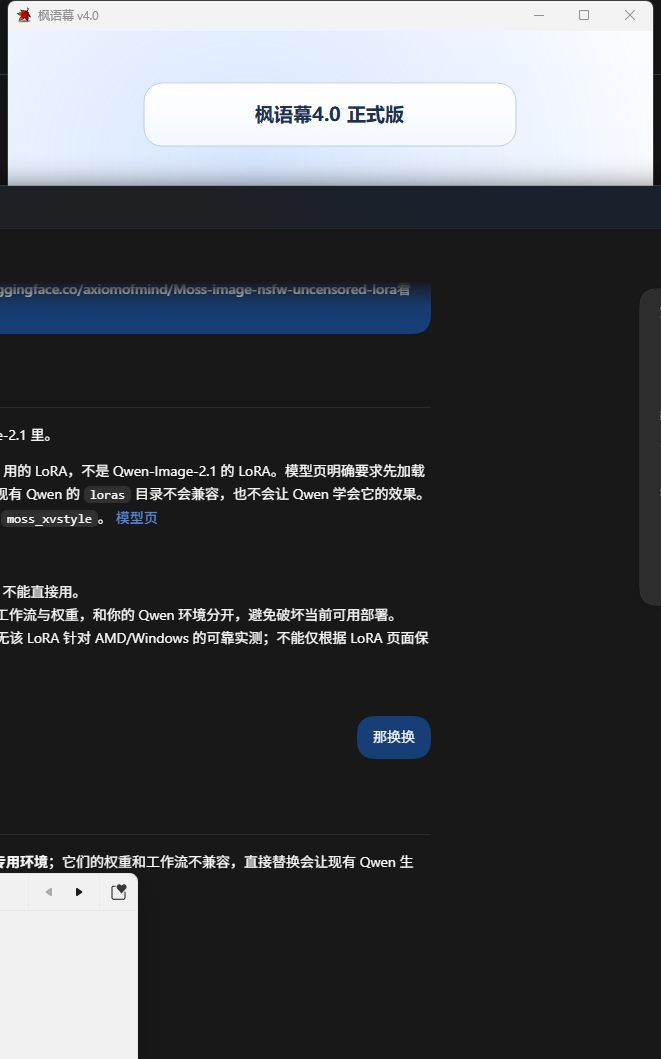 枫语幕 v4.0
枫语幕4.0 正式版
ggingface.co/axiomofmind/Moss-image-nsfw-uncensored-lora看
e-2.1 里。
用的 LoRA，不是 Qwen-Image-2.1 的 LoRA。模型页明确要求先加载
现有 Qwen 的 loras 目录不会兼容，也不会让 Qwen 学会它的效果。
moss_xvstyle 。 模型页
不能直接用。
工作流与权重，和你的 Qwen 环境分开，避免破坏当前可用部署。
无该 LoRA 针对 AMD/Windows 的可靠实测；不能仅根据 LoRA 页面保
那换换
专用环境；它们的权重和工作流不兼容，直接替换会让现有 Qwen 生